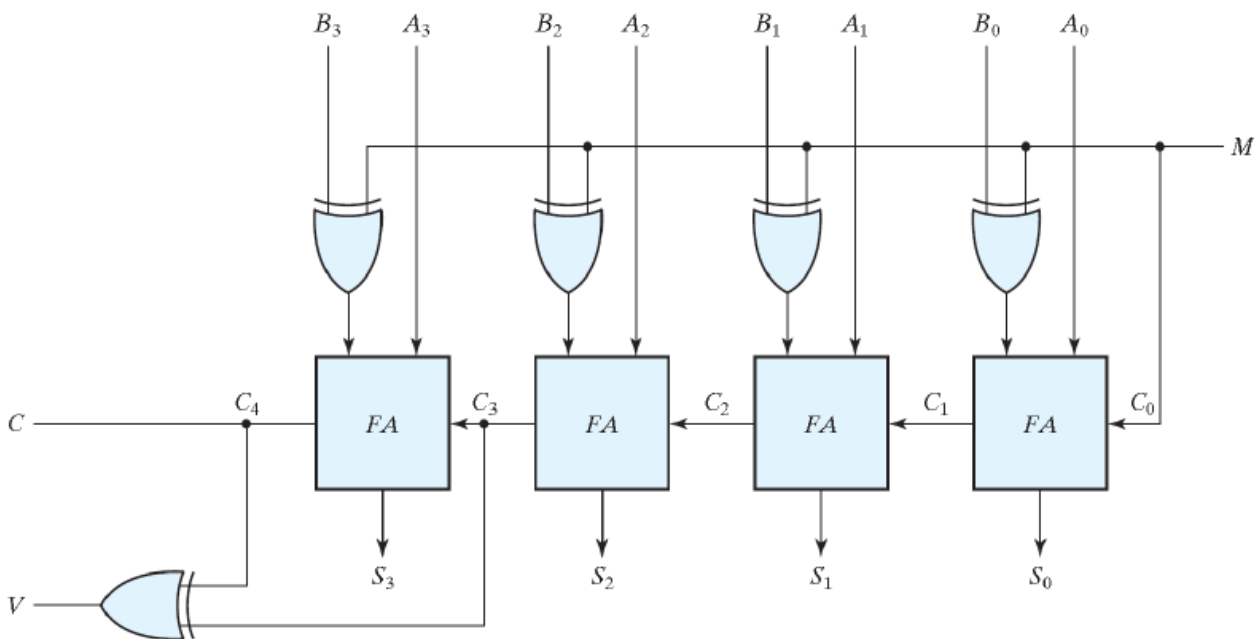 B₃ A₃ B₂ A₂ B₁ A₁ B₀ A₀
M
C₄ C₃ C₂ C₁ C₀
C FA FA FA FA
S₃ S₂ S₁ S₀
V